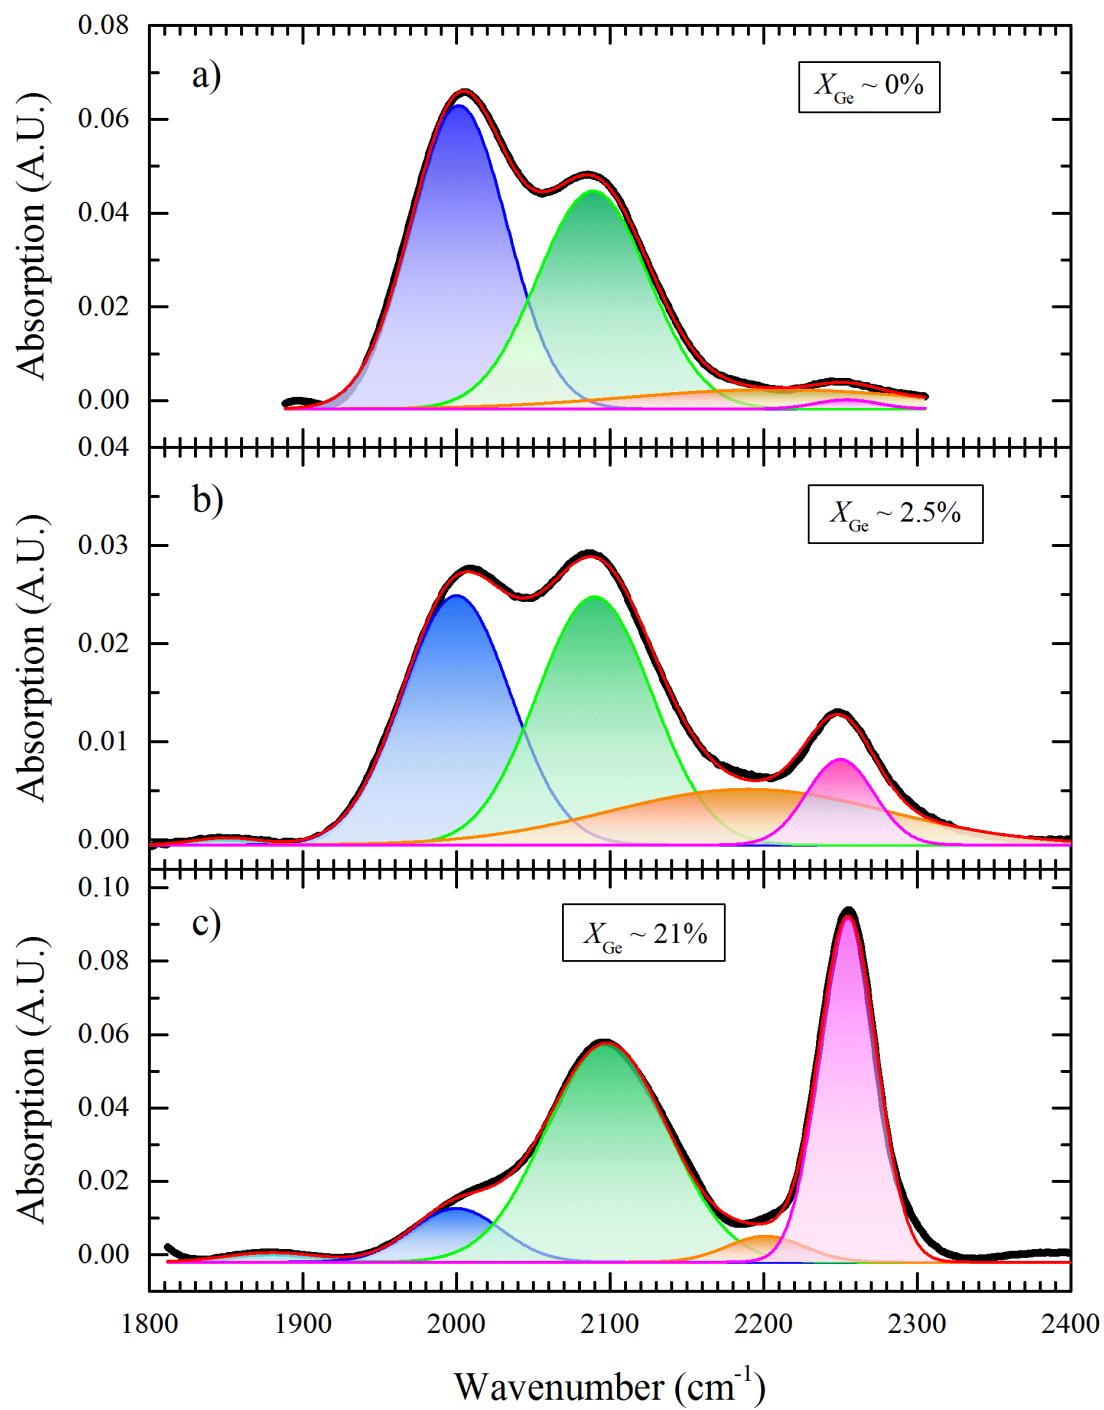 0.08
a)
X_Ge ~ 0%
0.06
0.04
0.02
0.00
Absorption (A.U.)
0.04
b)
X_Ge ~ 2.5%
0.03
0.02
0.01
0.00
Absorption (A.U.)
0.10
c)
X_Ge ~ 21%
0.08
0.06
0.04
0.02
0.00
Absorption (A.U.)
1800 1900 2000 2100 2200 2300 2400
Wavenumber (cm⁻¹)